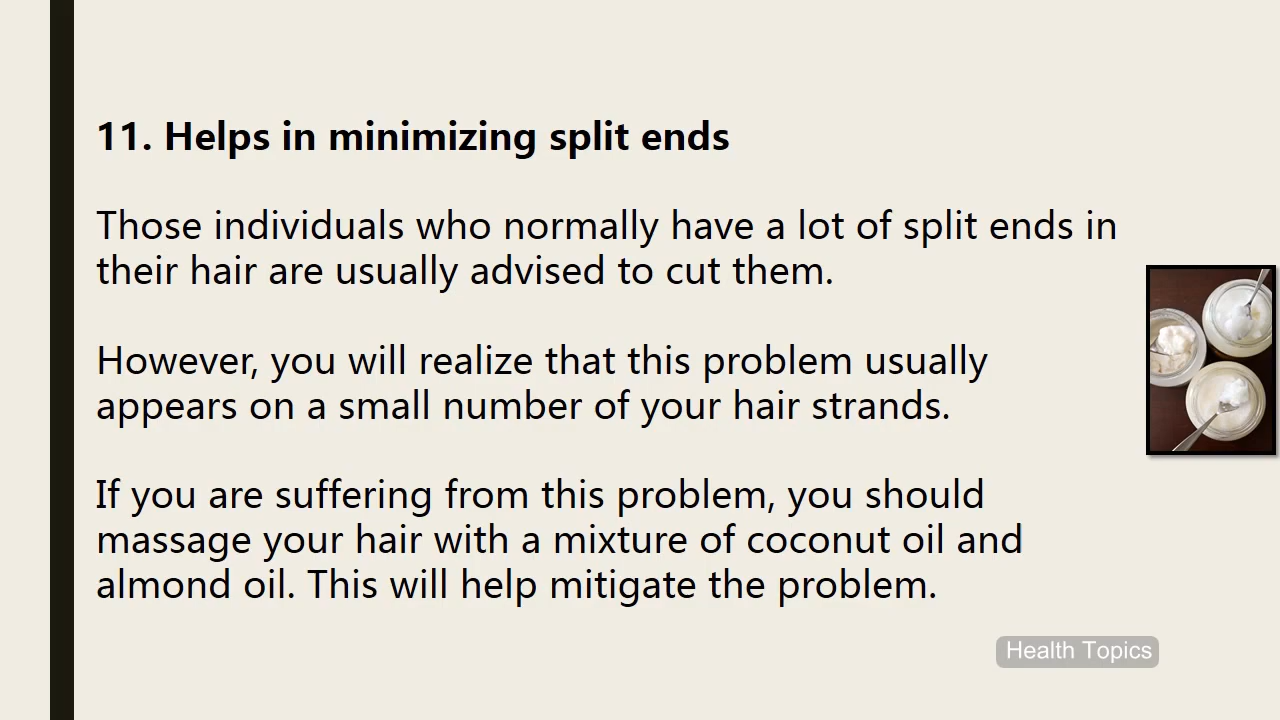 11. Helps in minimizing split ends
Those individuals who normally have a lot of split ends in
their hair are usually advised to cut them.
However, you will realize that this problem usually
appears on a small number of your hair strands.
If you are suffering from this problem, you should
massage your hair with a mixture of coconut oil and
almond oil. This will help mitigate the problem.
Health Topics